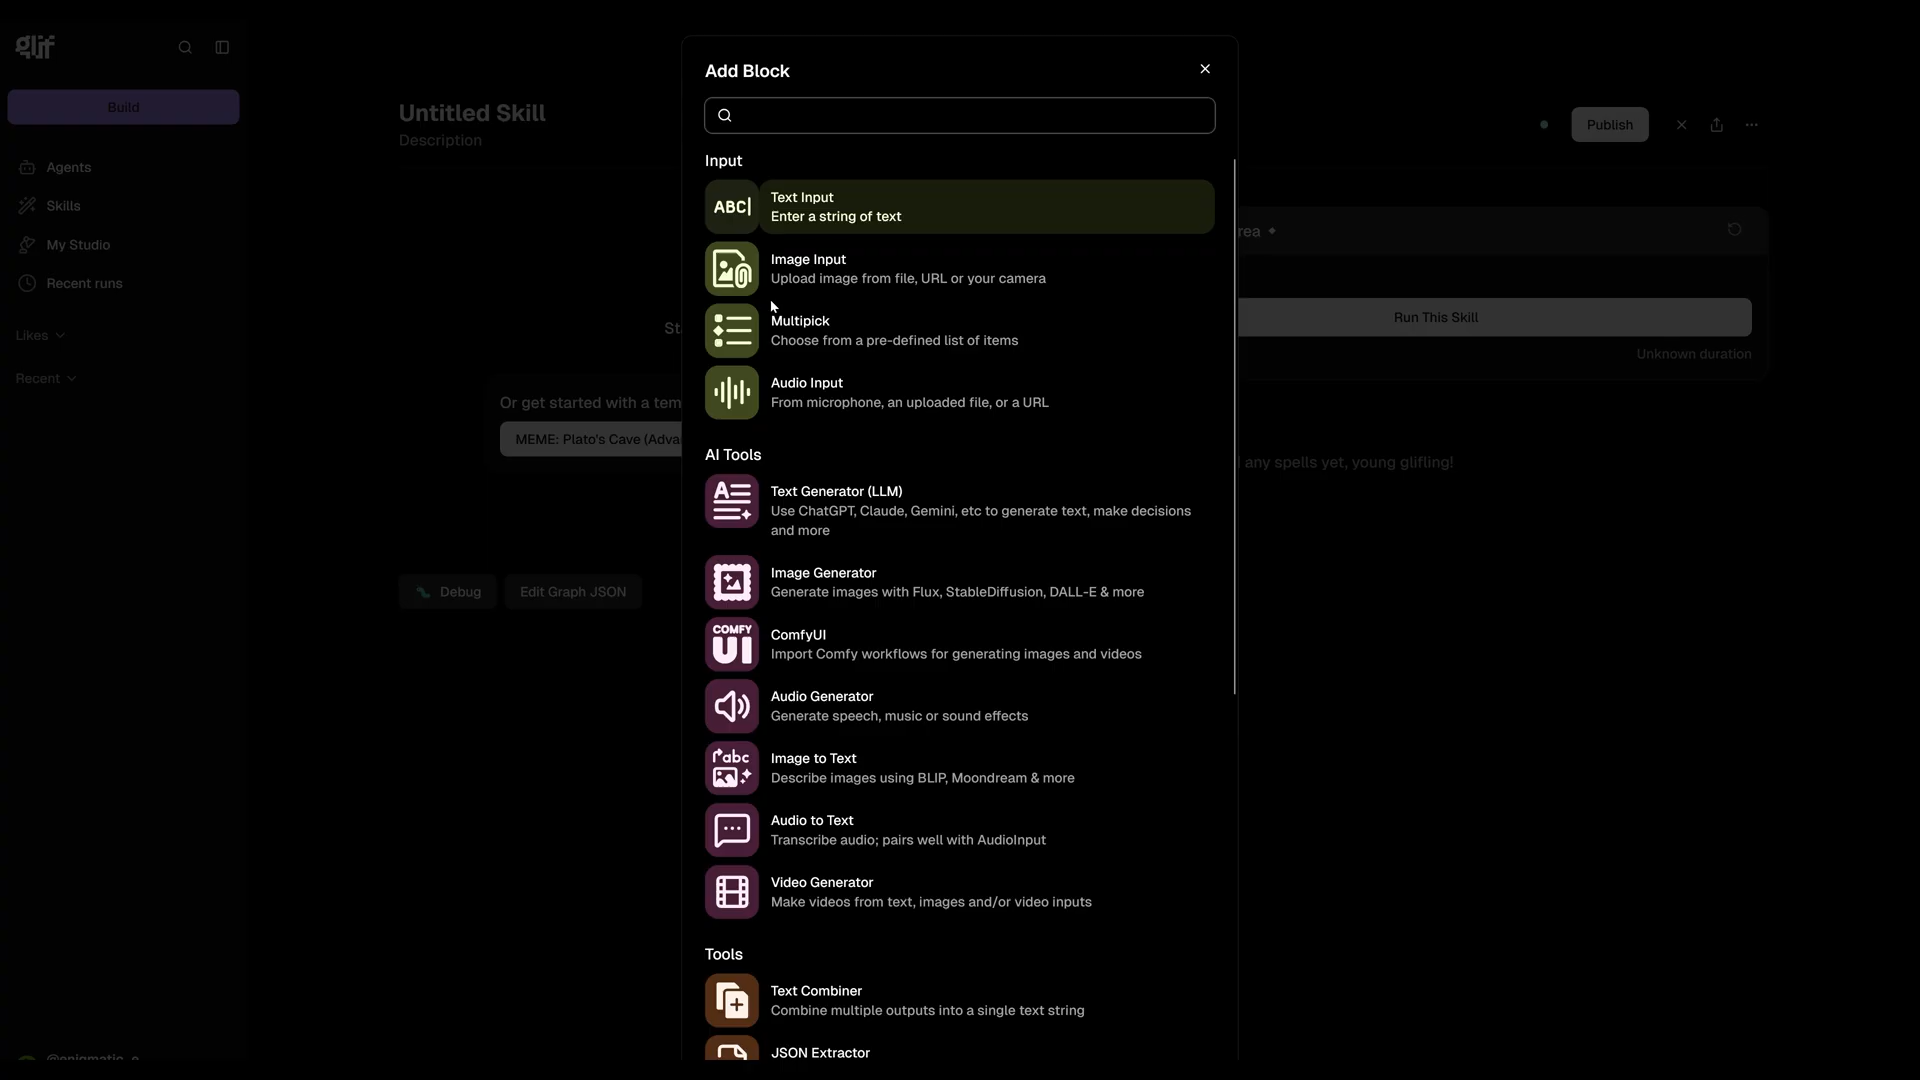 glif
Build
Agents
Skills
My Studio
Recent runs
Likes
Recent
Untitled Skill
Description
Publish
St
Or get started with a tem
MEME: Plato's Cave (Adva
Debug
Edit Graph JSON
Add Block
Input
ABC
Text Input
Enter a string of text
Image Input
Upload image from file, URL or your camera
Multipick
Choose from a pre-defined list of items
Audio Input
From microphone, an uploaded file, or a URL
AI Tools
A
Text Generator (LLM)
Use ChatGPT, Claude, Gemini, etc to generate text, make decisions
and more
Image Generator
Generate images with Flux, StableDiffusion, DALL-E & more
COMFY
UI
ComfyUI
Import Comfy workflows for generating images and videos
Audio Generator
Generate speech, music or sound effects
abc
Image to Text
Describe images using BLIP, Moondream & more
Audio to Text
Transcribe audio; pairs well with AudioInput
Video Generator
Make videos from text, images and/or video inputs
Tools
Text Combiner
Combine multiple outputs into a single text string
JSON Extractor
rea
Run This Skill
Unknown duration
any spells yet, young glifling!